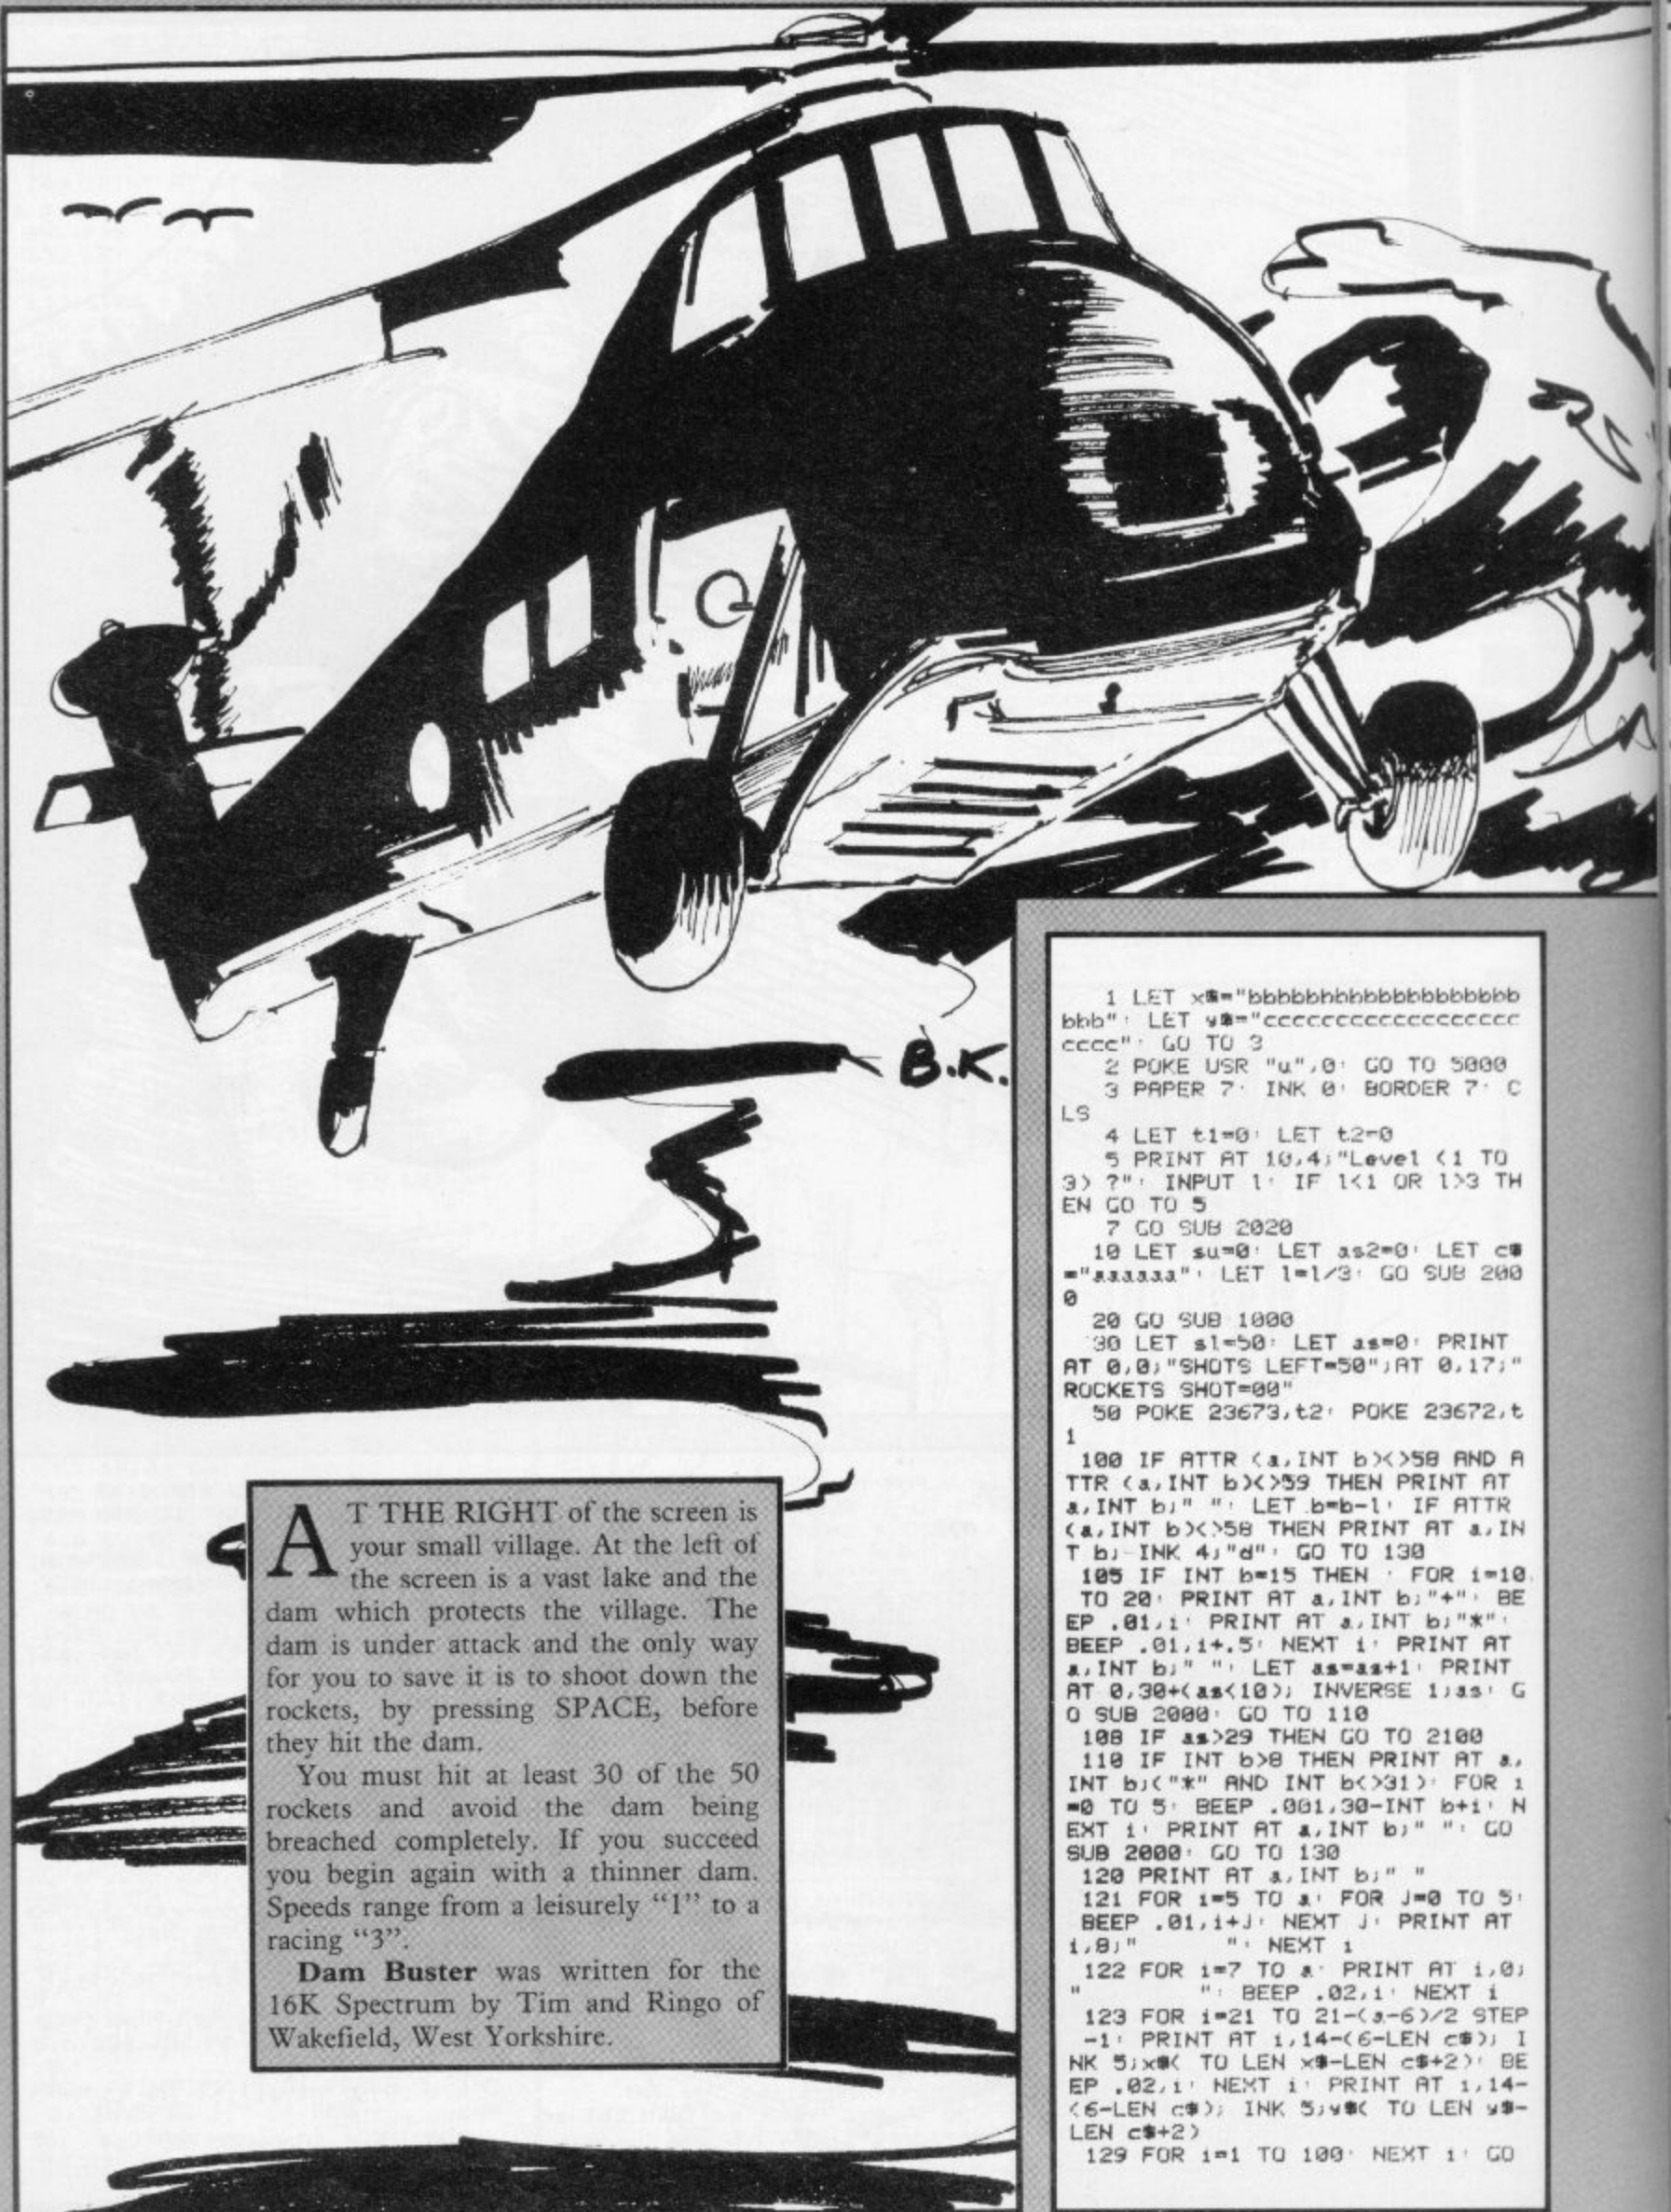 B.K.
AT THE RIGHT of the screen is
your small village. At the left of
the screen is a vast lake and the
dam which protects the village. The
dam is under attack and the only way
for you to save it is to shoot down the
rockets, by pressing SPACE, before
they hit the dam.
You must hit at least 30 of the 50
rockets and avoid the dam being
breached completely. If you succeed
you begin again with a thinner dam.
Speeds range from a leisurely “1” to a
racing “3”.
Dam Buster was written for the
16K Spectrum by Tim and Ringo of
Wakefield, West Yorkshire.
1 LET x$="bbbbbbbbbbbbbbbbbbb
bbb": LET y$="cccccccccccccccccc
cccc": GO TO 3
2 POKE USR "u",0: GO TO 5000
3 PAPER 7: INK 0: BORDER 7: C
LS
4 LET t1=0: LET t2=0
5 PRINT AT 10,4;"Level (1 TO
3) ?": INPUT l: IF l<1 OR l>3 TH
EN GO TO 5
7 GO SUB 2020
10 LET su=0: LET as2=0: LET c$
="aaaaaa": LET l=l/3: GO SUB 200
0
20 GO SUB 1000
30 LET sl=50: LET as=0: PRINT
AT 0,0;"SHOTS LEFT=50";AT 0,17;"
ROCKETS SHOT=00"
50 POKE 23673,t2: POKE 23672,t
1
100 IF ATTR (a,INT b)<>58 AND A
TTR (a,INT b)<>59 THEN PRINT AT
a,INT b;" ": LET b=b-l: IF ATTR
(a,INT b)<>58 THEN PRINT AT a,IN
T b; INK 4;"d": GO TO 130
105 IF INT b=15 THEN : FOR i=10
TO 20: PRINT AT a,INT b;"+": BE
EP .01,i: PRINT AT a,INT b;"*":
BEEP .01,i+.5: NEXT i: PRINT AT
a,INT b;" ": LET as=as+1: PRINT
AT 0,30+(as<10); INVERSE 1;as: G
O SUB 2000: GO TO 110
108 IF as>29 THEN GO TO 2100
110 IF INT b>8 THEN PRINT AT a,
INT b;("*" AND INT b<>31): FOR i
=0 TO 5: BEEP .001,30-INT b+i: N
EXT i: PRINT AT a,INT b;" ": GO
SUB 2000: GO TO 130
120 PRINT AT a,INT b;" "
121 FOR i=5 TO a: FOR J=0 TO 5:
BEEP .01,i+J: NEXT J: PRINT AT
i,8;"      ": NEXT i
122 FOR i=7 TO a: PRINT AT i,0;
"        ": BEEP .02,i: NEXT i
123 FOR i=21 TO 21-(a-6)/2 STEP
-1: PRINT AT i,14-(6-LEN c$); I
NK 5;x$( TO LEN x$-LEN c$+2): BE
EP .02,i: NEXT i: PRINT AT i,14-
(6-LEN c$); INK 5;y$( TO LEN y$-
LEN c$+2)
129 FOR i=1 TO 100: NEXT i: GO